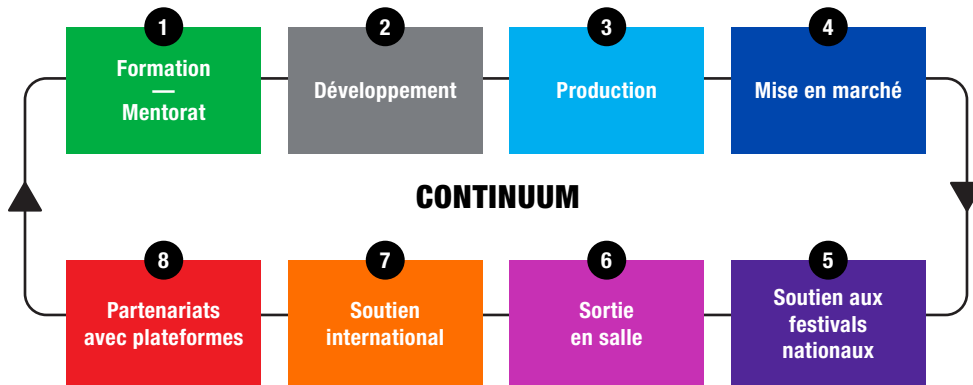 1
Formation
—
Mentorat
2
Développement
3
Production
4
Mise en marché
CONTINUUM
8
Partenariats
avec plateformes
7
Soutien
international
6
Sortie
en salle
5
Soutien aux
festivals
nationaux